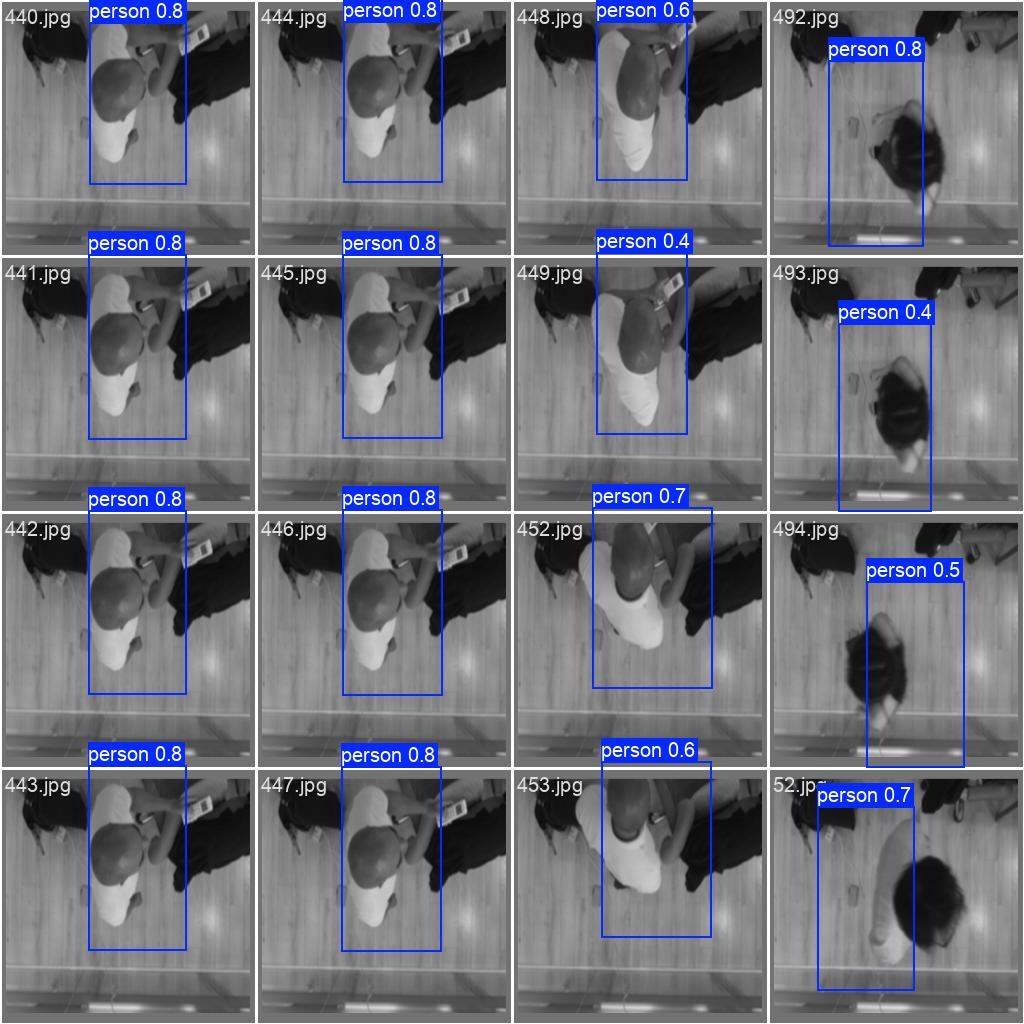 440.jpg
person 0.8
444.jpg
person 0.8
448.jpg
person 0.6
492.jpg
person 0.8
441.jpg
person 0.8
445.jpg
person 0.8
449.jpg
person 0.4
493.jpg
person 0.4
442.jpg
person 0.8
446.jpg
person 0.8
452.jpg
person 0.7
494.jpg
person 0.5
443.jpg
person 0.8
447.jpg
person 0.8
453.jpg
person 0.6
52.jpg
person 0.7